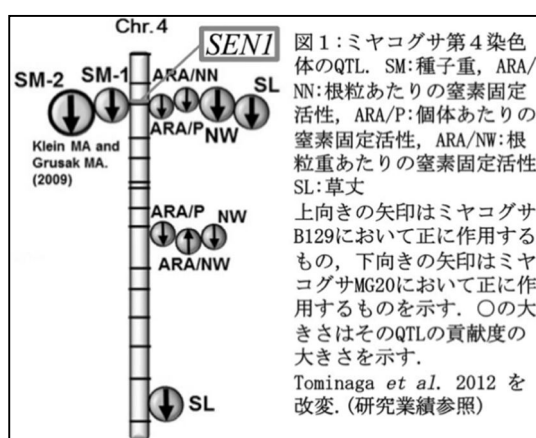 Chr.4
SEN1
SM-2 SM-1 ARA/NN
SL
ARA/P NW
Klein MA and
Grusak MA.
(2009)
ARA/P NW
ARA/NW
SL
図1:ミヤコグサ第4染色
体のQTL. SM:種子重, ARA/
NN:根粒あたりの窒素固定
活性, ARA/P:個体あたりの
窒素固定活性, ARA/NW:根
粒重あたりの窒素固定活性
SL:草丈
上向きの矢印はミヤコグサ
B129において正に作用する
もの, 下向きの矢印はミヤ
コグサMG20において正に作
用するものを示す. ○の大
きさはそのQTLの貢献度の
大きさを示す.
Tominaga et al. 2012 を
改変.(研究業績参照)